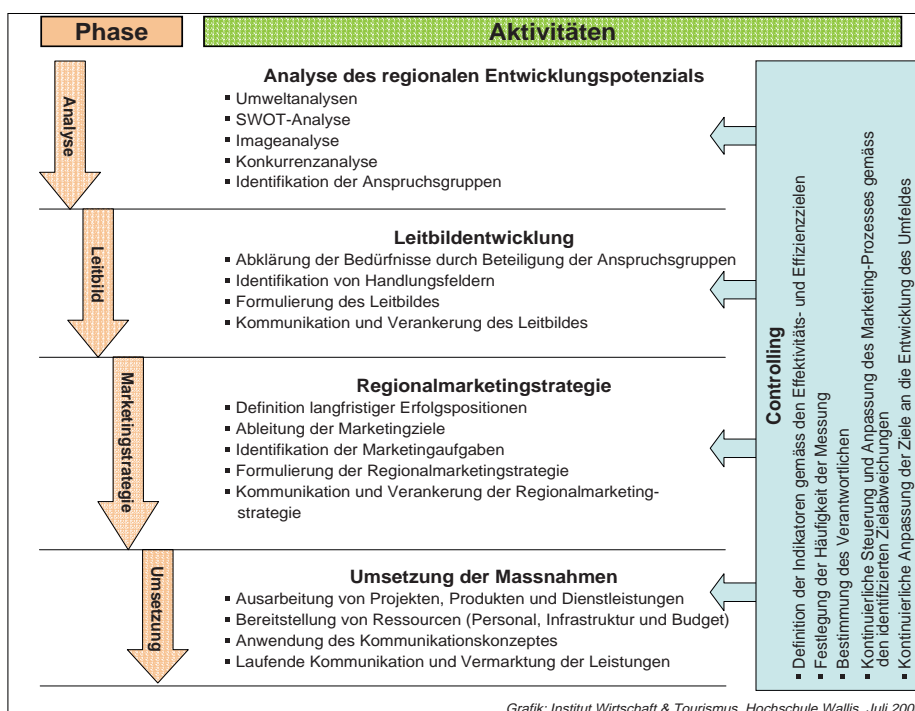 Phase
Aktivitäten
Analyse
Analyse des regionalen Entwicklungspotenzials
▪ Umweltanalysen
▪ SWOT-Analyse
▪ Imageanalyse
▪ Konkurrenzanalyse
▪ Identifikation der Anspruchsgruppen
Leitbild
Leitbildentwicklung
▪ Abklärung der Bedürfnisse durch Beteiligung der Anspruchsgruppen
▪ Identifikation von Handlungsfeldern
▪ Formulierung des Leitbildes
▪ Kommunikation und Verankerung des Leitbildes
Marketingstrategie
Regionalmarketingstrategie
▪ Definition langfristiger Erfolgspositionen
▪ Ableitung der Marketingziele
▪ Identifikation der Marketingaufgaben
▪ Formulierung der Regionalmarketingstrategie
▪ Kommunikation und Verankerung der Regionalmarketing-
strategie
Umsetzung
Umsetzung der Massnahmen
▪ Ausarbeitung von Projekten, Produkten und Dienstleistungen
▪ Bereitstellung von Ressourcen (Personal, Infrastruktur und Budget)
▪ Anwendung des Kommunikationskonzeptes
▪ Laufende Kommunikation und Vermarktung der Leistungen
Controlling
▪ Definition der Indikatoren gemäss den Effektivitäts- und Effizienzzielen
▪ Festlegung der Häufigkeit der Messung
▪ Bestimmung des Verantwortlichen
▪ Kontinuierliche Steuerung und Anpassung des Marketing-Prozesses gemäss
den identifizierten Zielabweichungen
▪ Kontinuierliche Anpassung der Ziele an die Entwicklung des Umfeldes
Grafik: Institut Wirtschaft & Tourismus, Hochschule Wallis, Juli 200